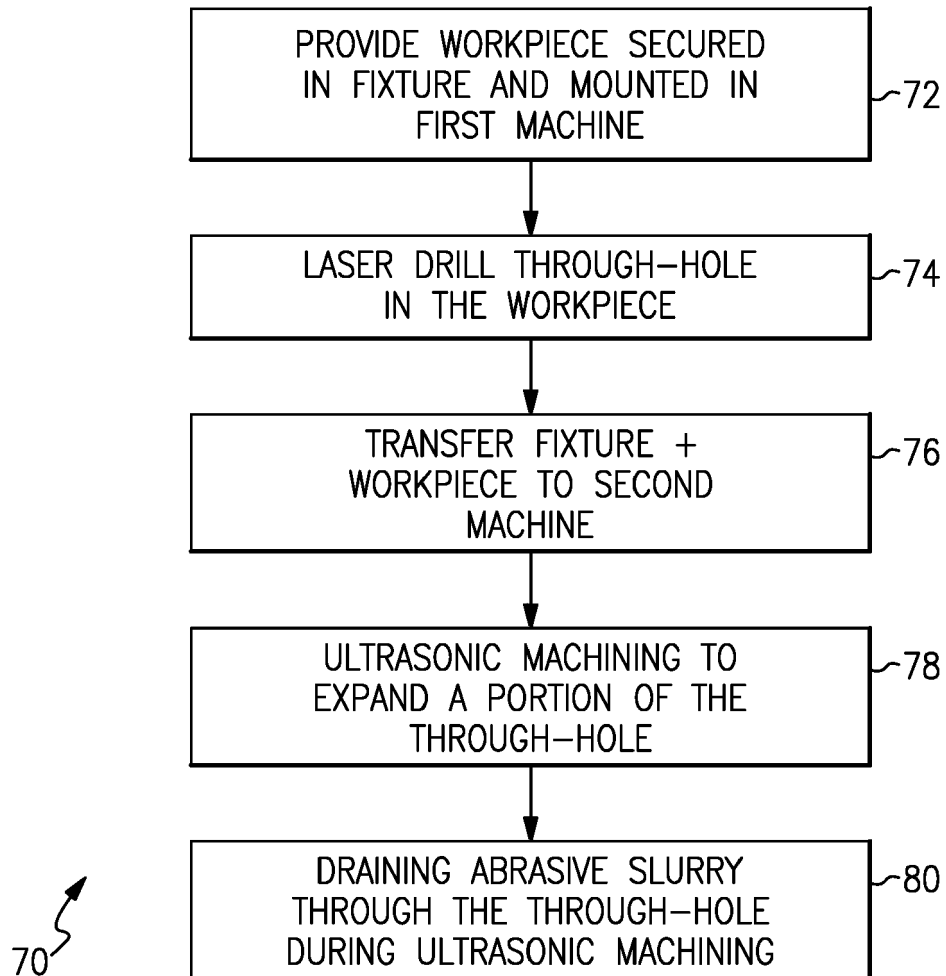 PROVIDE WORKPIECE SECURED
IN FIXTURE AND MOUNTED IN
FIRST MACHINE
72
LASER DRILL THROUGH-HOLE
IN THE WORKPIECE
74
TRANSFER FIXTURE +
WORKPIECE TO SECOND
MACHINE
76
ULTRASONIC MACHINING TO
EXPAND A PORTION OF THE
THROUGH-HOLE
78
DRAINING ABRASIVE SLURRY
THROUGH THE THROUGH-HOLE
DURING ULTRASONIC MACHINING
80
70